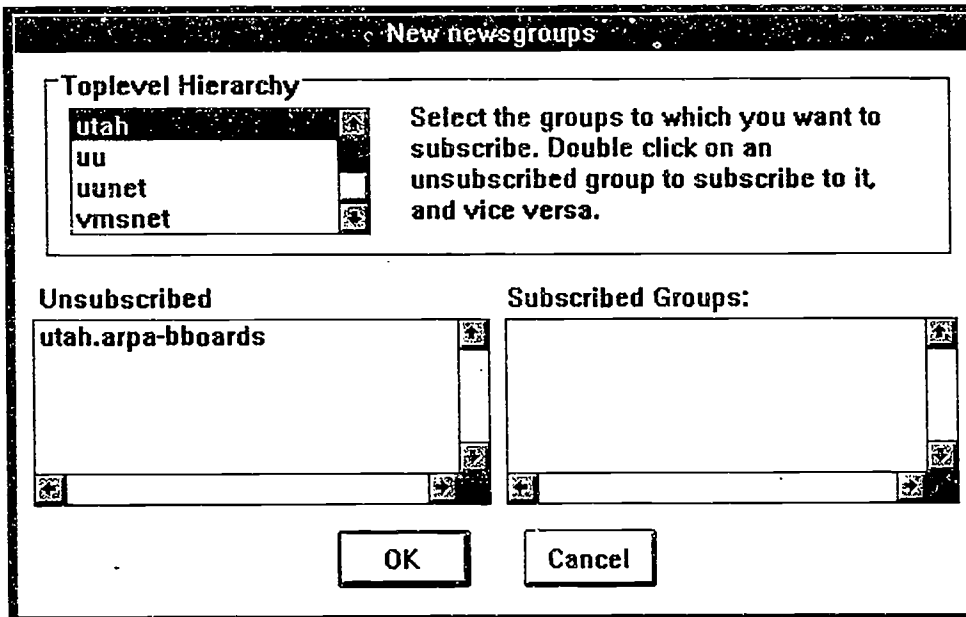 New newsgroups
Toplevel Hierarchy
utah
uu
uunet
vmsnet
Select the groups to which you want to
subscribe. Double click on an
unsubscribed group to subscribe to it,
and vice versa.
Unsubscribed
utah.arpa-bboards
Subscribed Groups:
OK
Cancel